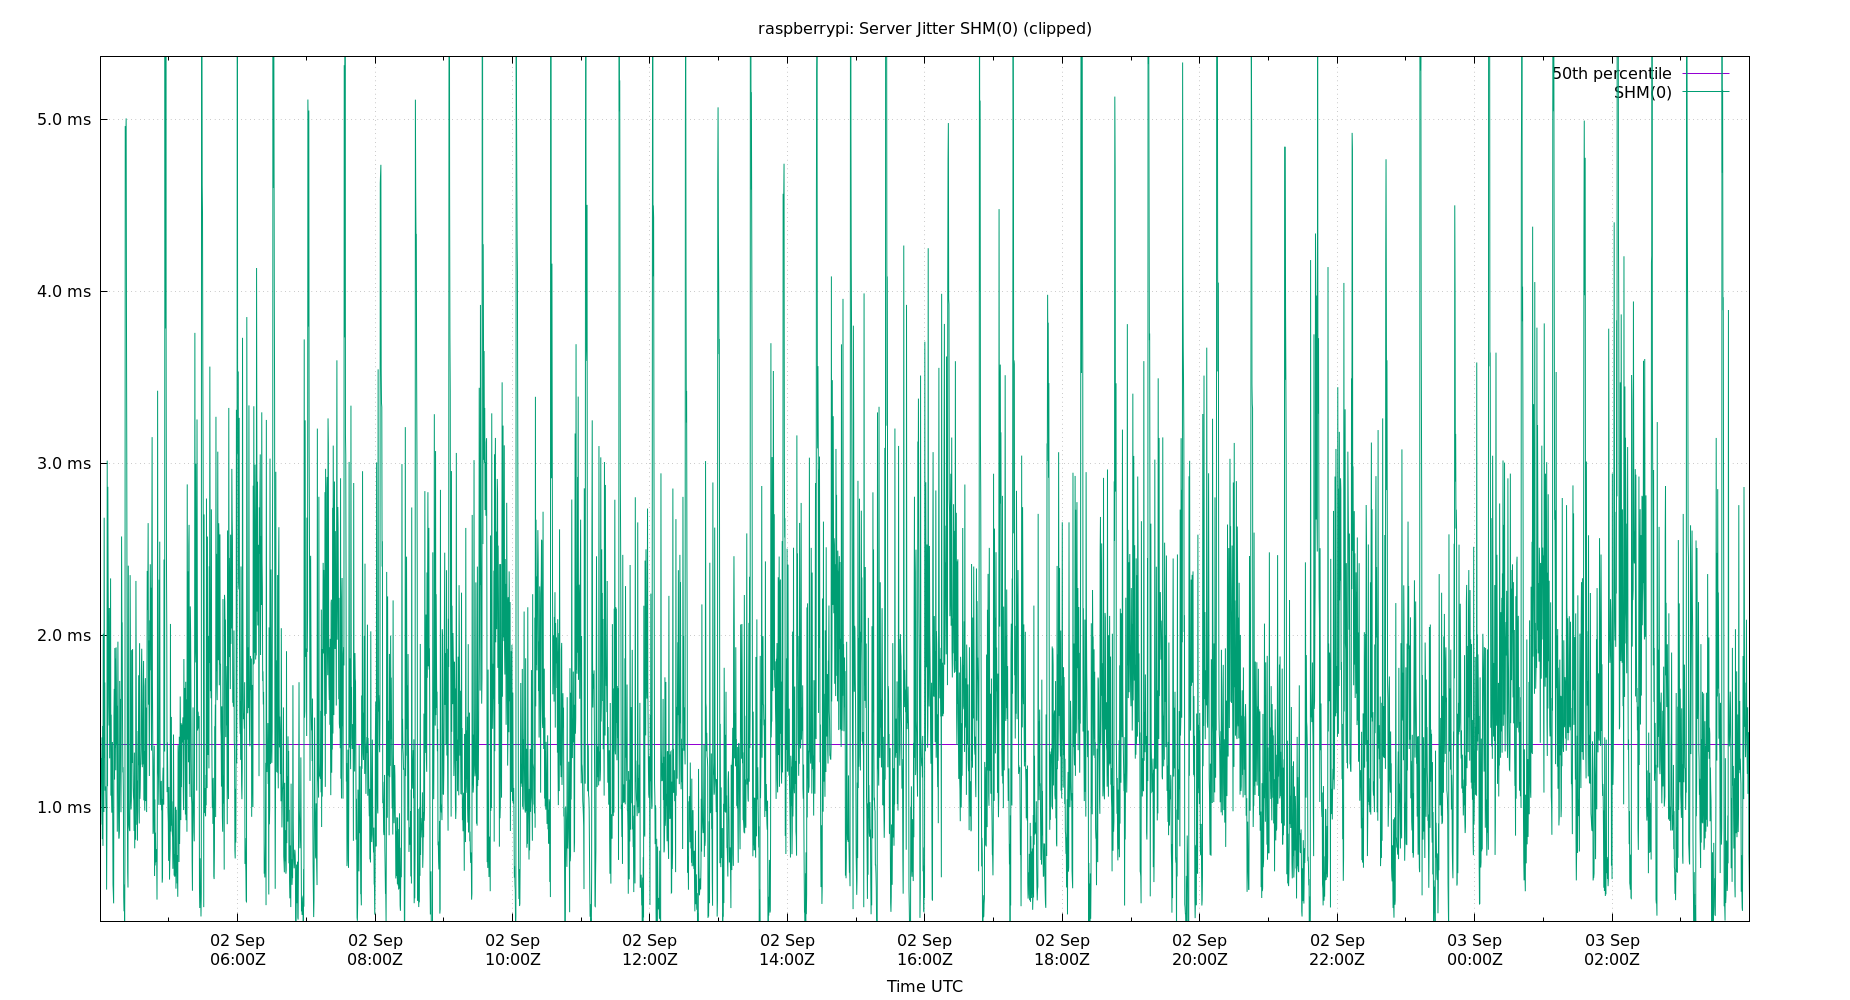 raspberrypi: Server Jitter SHM(0) (clipped)
50th percentile
SHM(0)
5.0 ms
4.0 ms
3.0 ms
2.0 ms
1.0 ms
02 Sep 02 Sep 02 Sep 02 Sep 02 Sep 02 Sep 02 Sep 02 Sep 02 Sep 03 Sep 03 Sep
06:00Z 08:00Z 10:00Z 12:00Z 14:00Z 16:00Z 18:00Z 20:00Z 22:00Z 00:00Z 02:00Z
Time UTC